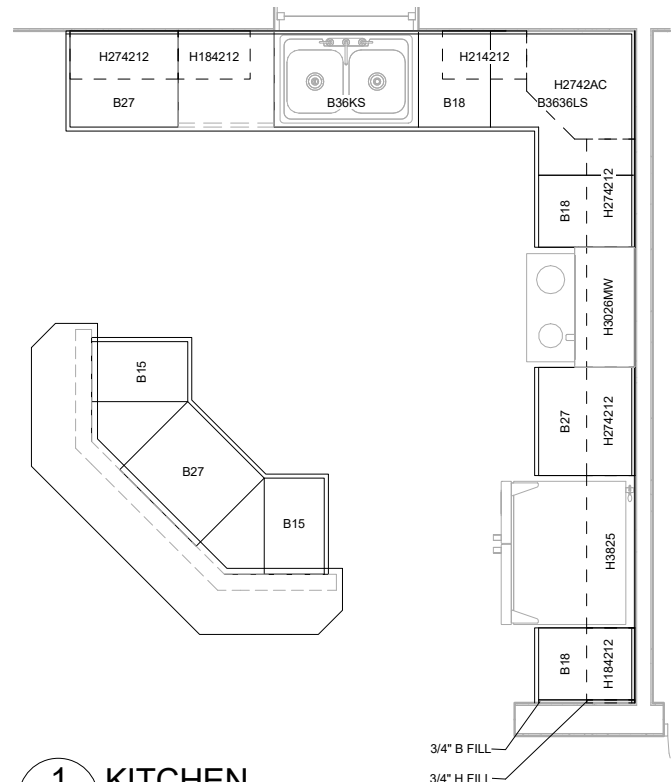 H274212
H184212
H214212
H2742AC
B27
B36KS
B18
B3636LS
B18
H274212
H3026MW
B27
H274212
H3825
B18
H184212
B15
B27
B15
3/4" B FILL
3/4" H FILL
1
KITCHEN